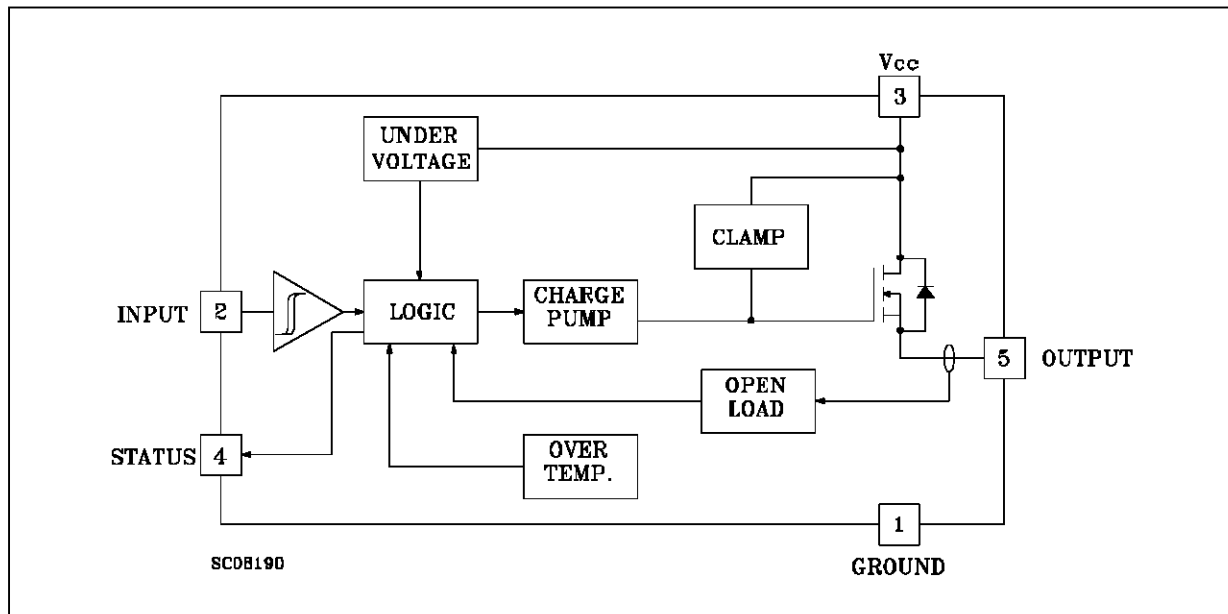 Vcc
3
UNDER
VOLTAGE
CLAMP
INPUT
2
LOGIC
CHARGE
PUMP
5
OUTPUT
OPEN
LOAD
STATUS
4
OVER
TEMP.
1
GROUND
SC08190